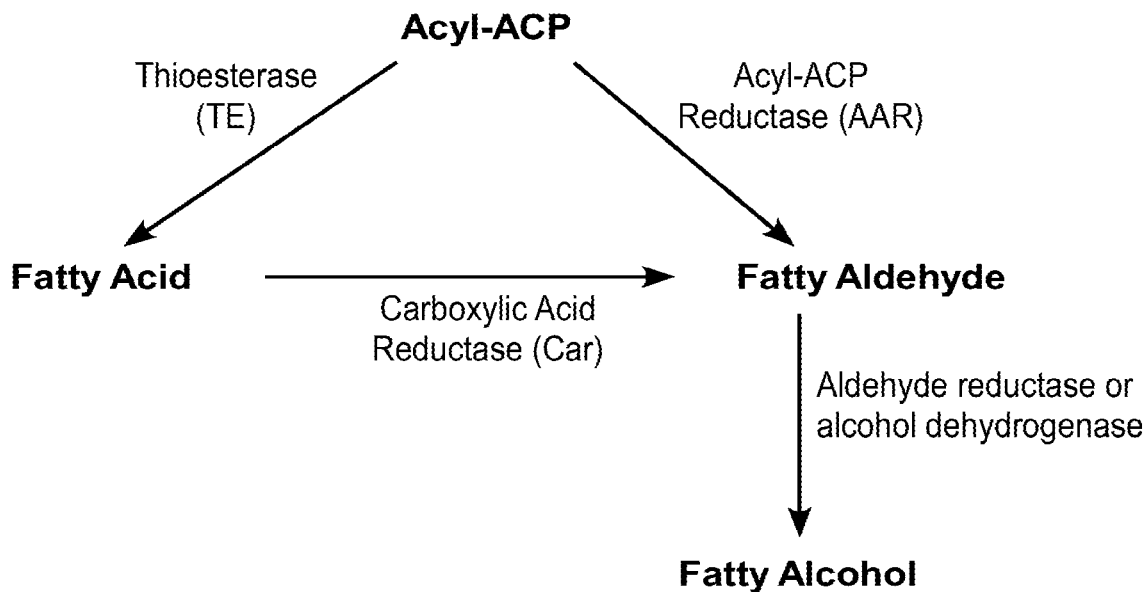 Acyl-ACP
Thioesterase
(TE)
Acyl-ACP
Reductase (AAR)
Fatty Acid
Fatty Aldehyde
Carboxylic Acid
Reductase (Car)
Aldehyde reductase or
alcohol dehydrogenase
Fatty Alcohol